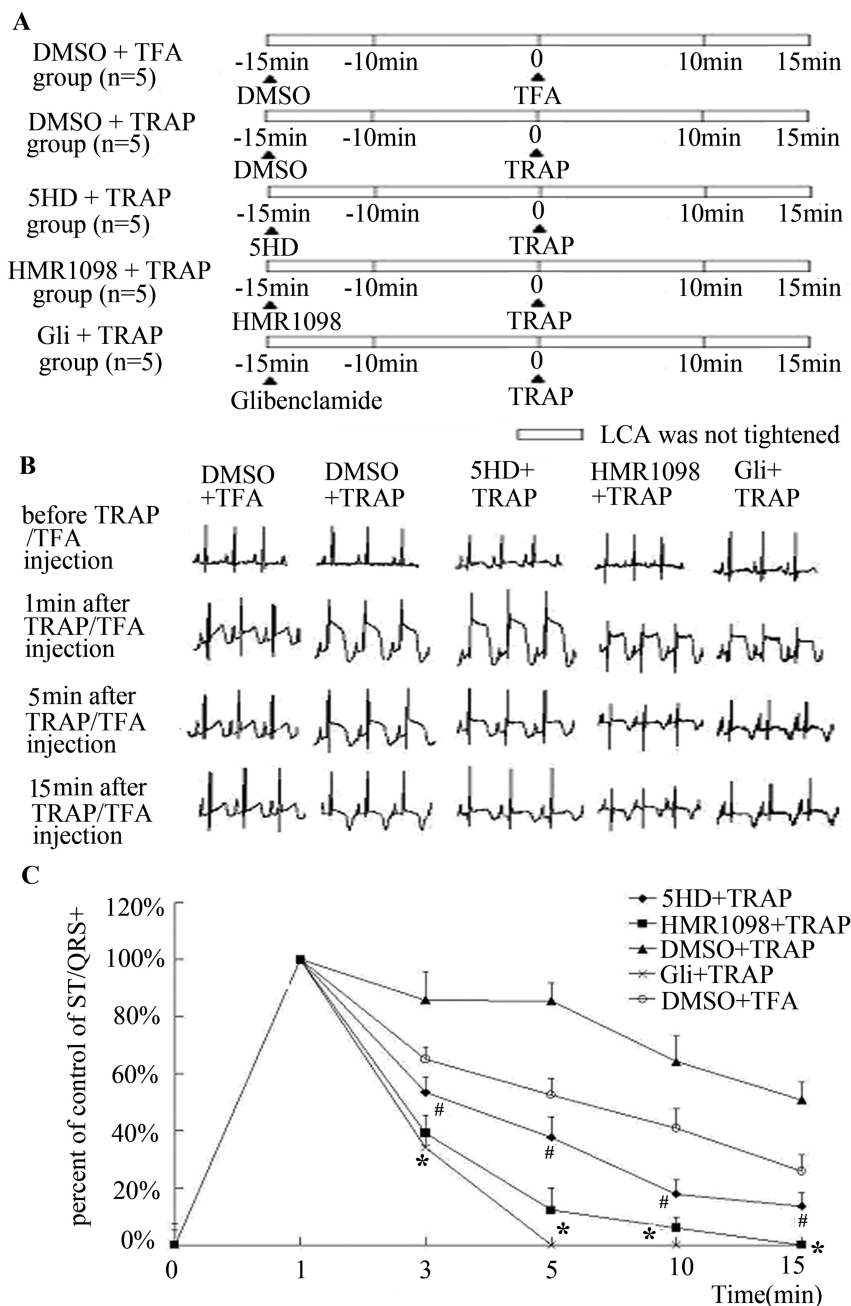 A
DMSO + TFA
group (n=5)
-15min -10min 0 10min 15min
DMSO TFA
DMSO + TRAP
group (n=5)
-15min -10min 0 10min 15min
DMSO TRAP
5HD + TRAP
group (n=5)
-15min -10min 0 10min 15min
5HD TRAP
HMR1098 + TRAP
group (n=5)
-15min -10min 0 10min 15min
HMR1098 TRAP
Gli + TRAP
group (n=5)
-15min -10min 0 10min 15min
Glibenclamide TRAP
LCA was not tightened
B
DMSO
+TFA
DMSO
+TRAP
5HD+
TRAP
HMR1098
+TRAP
Gli+
TRAP
before TRAP
/TFA
injection
1min after
TRAP/TFA
injection
5min after
TRAP/TFA
injection
15min after
TRAP/TFA
injection
C
percent of control of ST/QRS+
120%
100%
80%
60%
40%
20%
0%
5HD+TRAP
HMR1098+TRAP
DMSO+TRAP
Gli+TRAP
DMSO+TFA
# # # #
* * * *
0 1 3 5 10 15
Time(min)